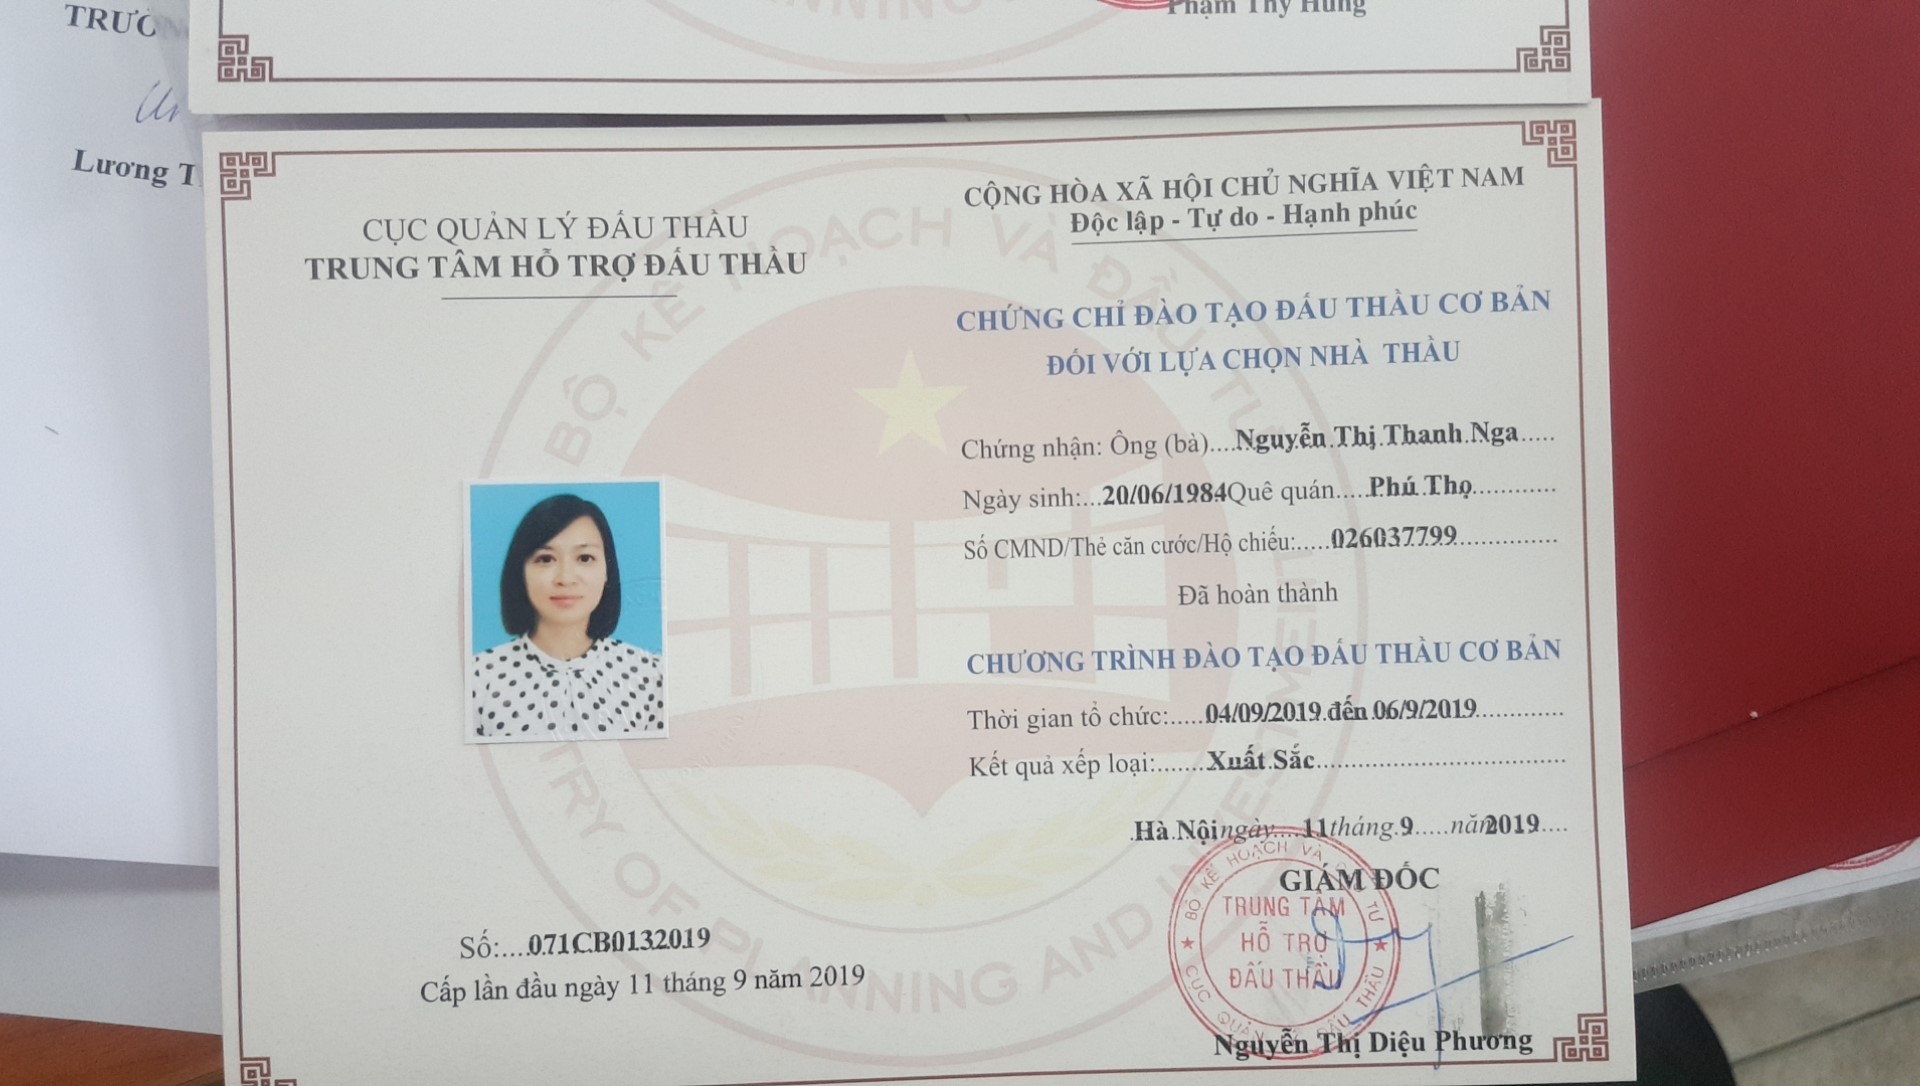 Phạm Thy Hùng
TRƯỞN
Lương T
CỤC QUẢN LÝ ĐẤU THẦU
TRUNG TÂM HỖ TRỢ ĐẤU THẦU
CỘNG HÒA XÃ HỘI CHỦ NGHĨA VIỆT NAM
Độc lập - Tự do - Hạnh phúc
CHỨNG CHỈ ĐÀO TẠO ĐẤU THẦU CƠ BẢN
ĐỐI VỚI LỰA CHỌN NHÀ THẦU
Chứng nhận: Ông (bà)....Nguyễn Thị Thanh Nga.....
Ngày sinh:...20/06/1984Quê quán.....Phú Thọ............
Số CMND/Thẻ căn cước/Hộ chiếu:.....026037799..............
Đã hoàn thành
CHƯƠNG TRÌNH ĐÀO TẠO ĐẤU THẦU CƠ BẢN
Thời gian tổ chức:.....04/09/2019 đến 06/9/2019............
Kết quả xếp loại:.......Xuất Sắc...................................
Hà Nội ngày....11 tháng.9.....năm 2019....
GIÁM ĐỐC
BỘ KẾ HOẠCH VÀ ĐẦU TƯ
TRUNG TÂM
HỖ TRỢ
ĐẤU THẦU
CỤC QUẢN LÝ ĐẤU THẦU
Nguyễn Thị Diệu Phương
Số:....071CB0132019
Cấp lần đầu ngày 11 tháng 9 năm 2019
BỘ KẾ HOẠCH VÀ ĐẦU TƯ
MINISTRY OF PLANNING AND INVESTMENT